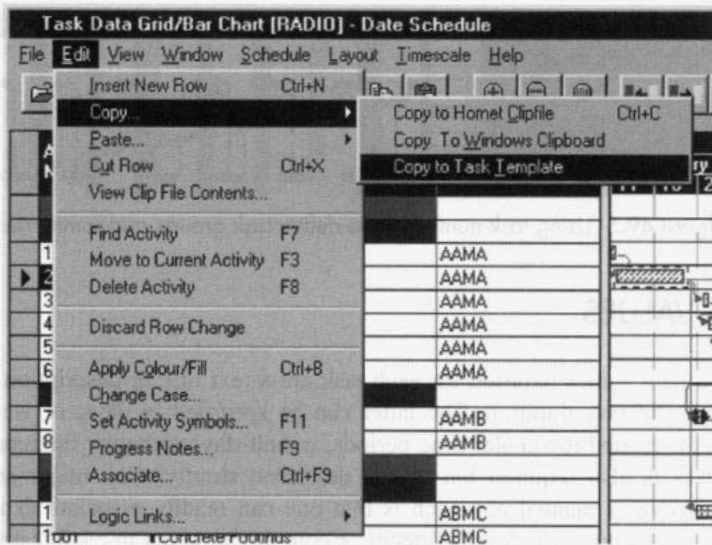 Task Data Grid/Bar Chart [RADIO] - Date Schedule
File Edit View Window Schedule Layout Timescale Help
Insert New Row Ctrl+N
Copy...
Copy to Hornet Clipfile Ctrl+C
Paste...
Copy To Windows Clipboard
Cut Row Ctrl+X
Copy to Task Template
View Clip File Contents...
Find Activity F7
1 AAMA
Move to Current Activity F3
2 AAMA
Delete Activity F8
3 AAMA
4 AAMA
Discard Row Change
5 AAMA
6 AAMA
Apply Colour/Fill Ctrl+B
Change Case...
7 AAMB
Set Activity Symbols... F11
8 AAMB
Progress Notes... F9
Associate... Ctrl+F9
Logic Links...
1 ABMC
1001 Concrete Footings ABMC